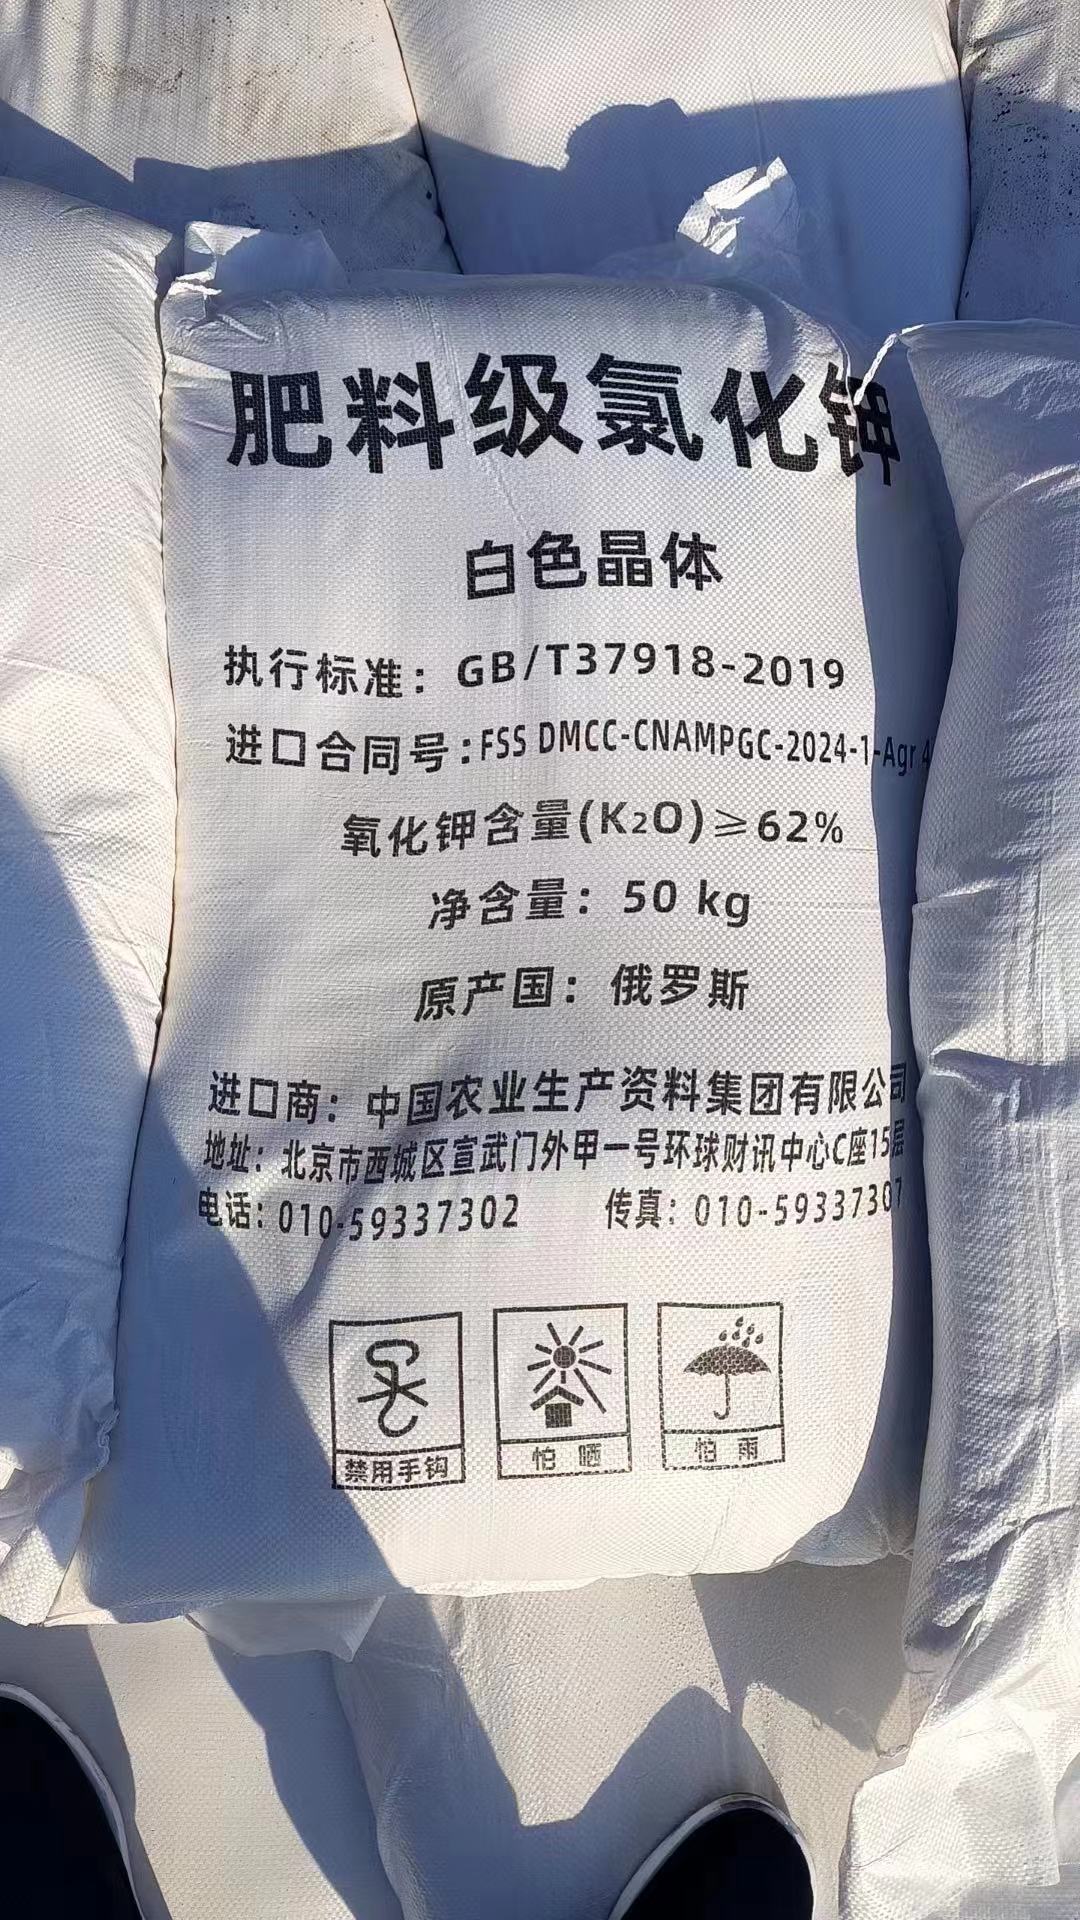 肥料级氯化钾
白色晶体
执行标准：GB/T37918-2019
进口合同号:FSS DMCC-CNAMPGC-2024-1-Agr
氧化钾含量(K₂O)≥62%
净含量：50 kg
原产国：俄罗斯
进口商：中国农业生产资料集团有限公司
地址：北京市西城区宣武门外甲一号环球财讯中心C座15层
电话：010-59337302 传真：010-59337307
禁用手钩 怕晒 怕雨